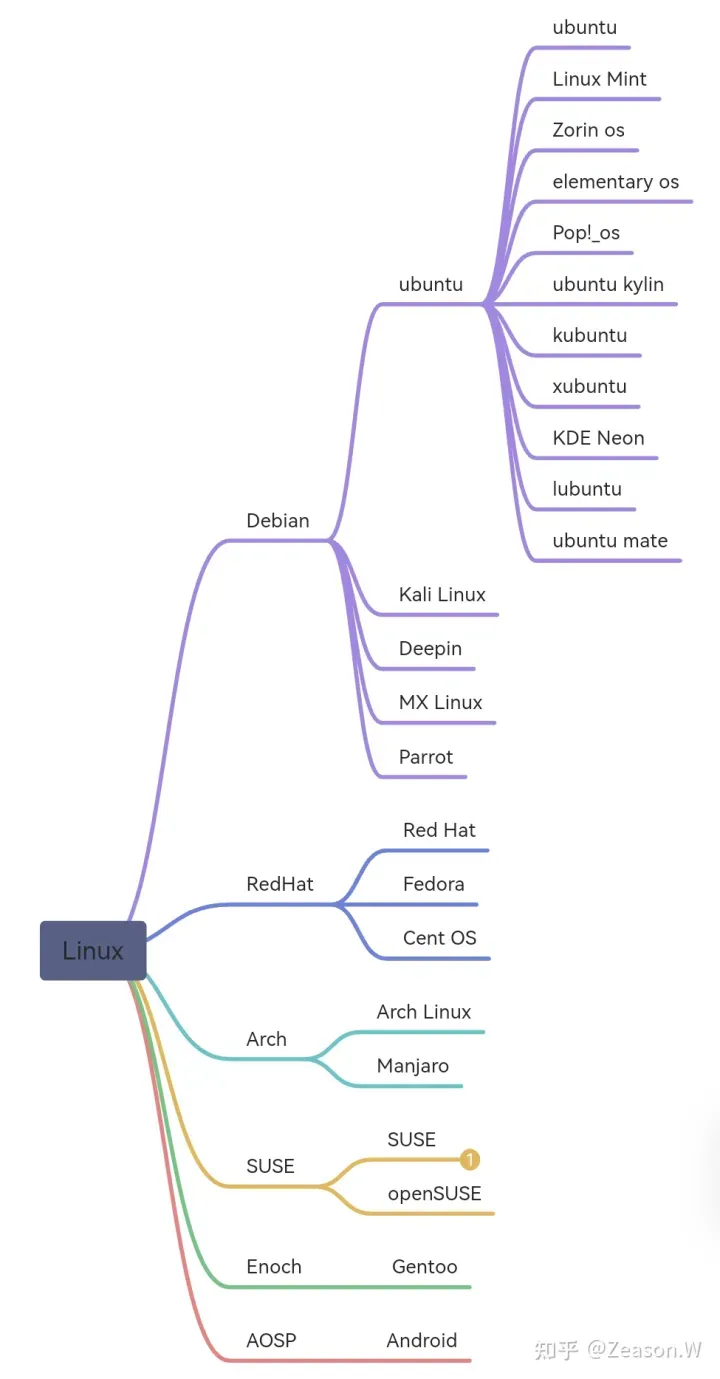 ubuntu
Linux Mint
Zorin os
elementary os
Pop!_os
ubuntu
ubuntu kylin
kubuntu
xubuntu
KDE Neon
lubuntu
Debian
ubuntu mate
Kali Linux
Deepin
MX Linux
Parrot
Red Hat
RedHat
Fedora
Cent OS
Linux
Arch Linux
Arch
Manjaro
SUSE
1
SUSE
openSUSE
Enoch
Gentoo
AOSP
Android
知乎 @Zeason.W